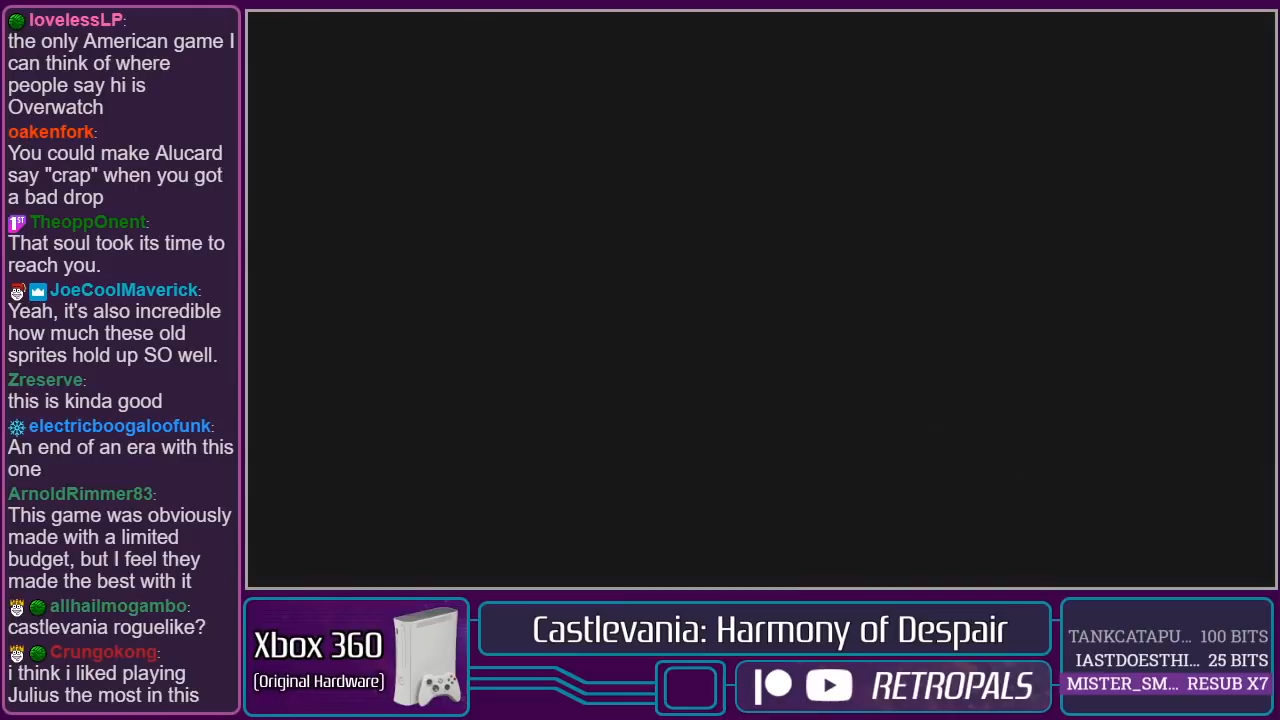 lovelessLP:
the only American game I
can think of where
people say hi is
Overwatch
oakenfork:
You could make Alucard
say "crap" when you got
a bad drop
1ST TheoppOnent:
That soul took its time to
reach you.
JoeCoolMaverick:
Yeah, it's also incredible
how much these old
sprites hold up SO well.
Zreserve:
this is kinda good
electricboogaloofunk:
An end of an era with this
one
ArnoldRimmer83:
This game was obviously
made with a limited
budget, but I feel they
made the best with it
allhailmogambo:
castlevania roguelike?
Crungokong:
i think i liked playing
Julius the most in this
Xbox 360
(Original Hardware)
Castlevania: Harmony of Despair
RETROPALS
TANKCATAPU... 100 BITS
IASTDOESTHI... 25 BITS
MISTER_SM... RESUB X7